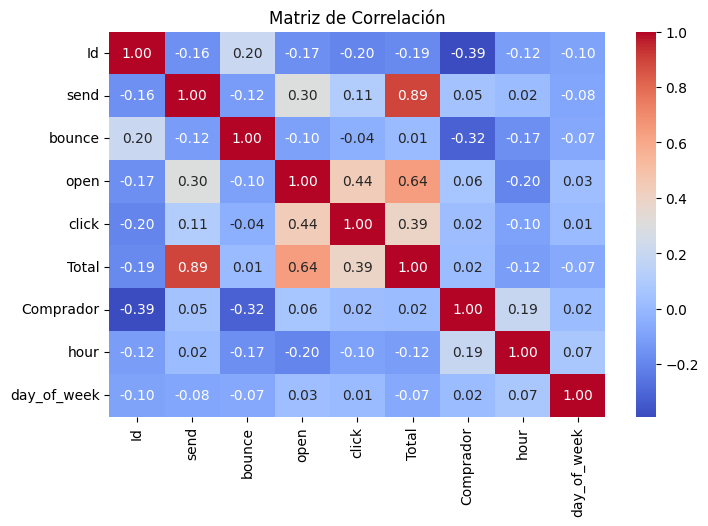 Matriz de Correlación
Id 1.00 -0.16 0.20 -0.17 -0.20 -0.19 -0.39 -0.12 -0.10
send -0.16 1.00 -0.12 0.30 0.11 0.89 0.05 0.02 -0.08
bounce 0.20 -0.12 1.00 -0.10 -0.04 0.01 -0.32 -0.17 -0.07
open -0.17 0.30 -0.10 1.00 0.44 0.64 0.06 -0.20 0.03
click -0.20 0.11 -0.04 0.44 1.00 0.39 0.02 -0.10 0.01
Total -0.19 0.89 0.01 0.64 0.39 1.00 0.02 -0.12 -0.07
Comprador -0.39 0.05 -0.32 0.06 0.02 0.02 1.00 0.19 0.02
hour -0.12 0.02 -0.17 -0.20 -0.10 -0.12 0.19 1.00 0.07
day_of_week -0.10 -0.08 -0.07 0.03 0.01 -0.07 0.02 0.07 1.00
Id send bounce open click Total Comprador hour day_of_week
1.0
0.8
0.6
0.4
0.2
0.0
−0.2